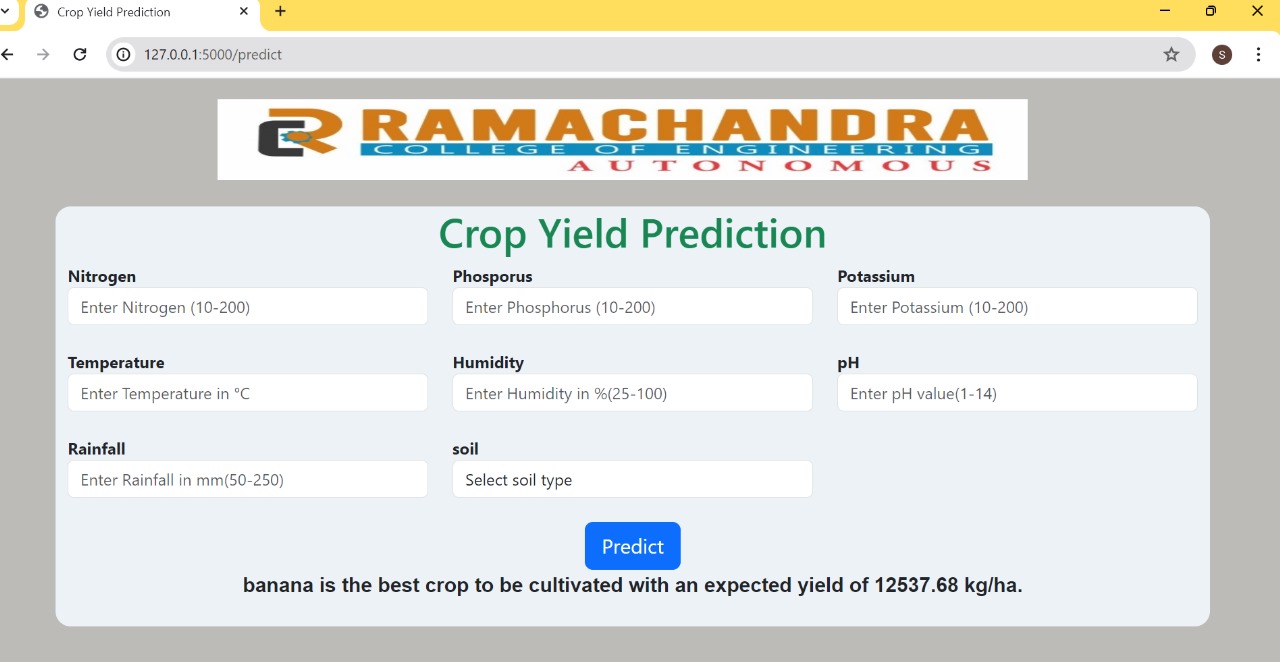 Crop Yield Prediction
127.0.0.1:5000/predict
S
RAMACHANDRA
COLLEGE OF ENGINEERING
AUTONOMOUS
Crop Yield Prediction
Nitrogen Phosporus Potassium
Enter Nitrogen (10-200) Enter Phosphorus (10-200) Enter Potassium (10-200)
Temperature Humidity pH
Enter Temperature in °C Enter Humidity in %(25-100) Enter pH value(1-14)
Rainfall soil
Enter Rainfall in mm(50-250) Select soil type
Predict
banana is the best crop to be cultivated with an expected yield of 12537.68 kg/ha.